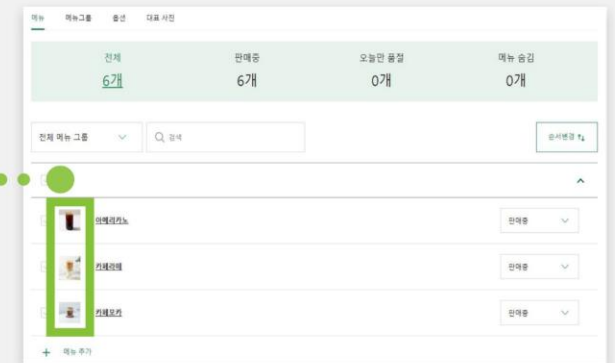 메뉴 메뉴그룹 옵션 대표 사진
전체 판매중 오늘만 품절 메뉴 숨김
6개 6개 0개 0개
전체 메뉴 그룹 검색 순서변경
아메리카노 판매중
카페라떼 판매중
카페모카 판매중
+ 메뉴 추가